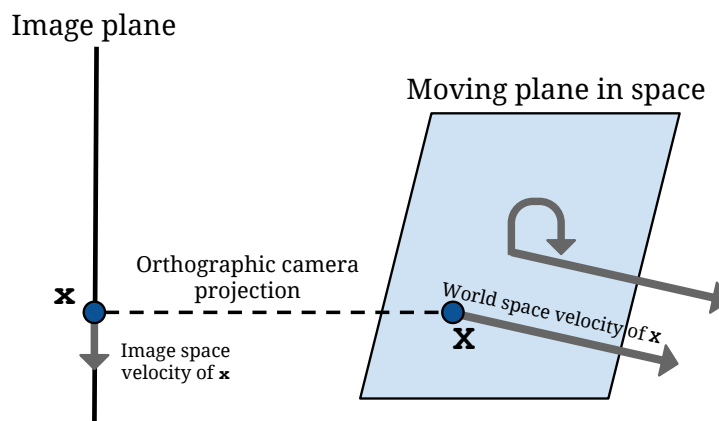 Image plane
Moving plane in space
Orthographic camera
projection
x
World space velocity of x
X
Image space
velocity of x